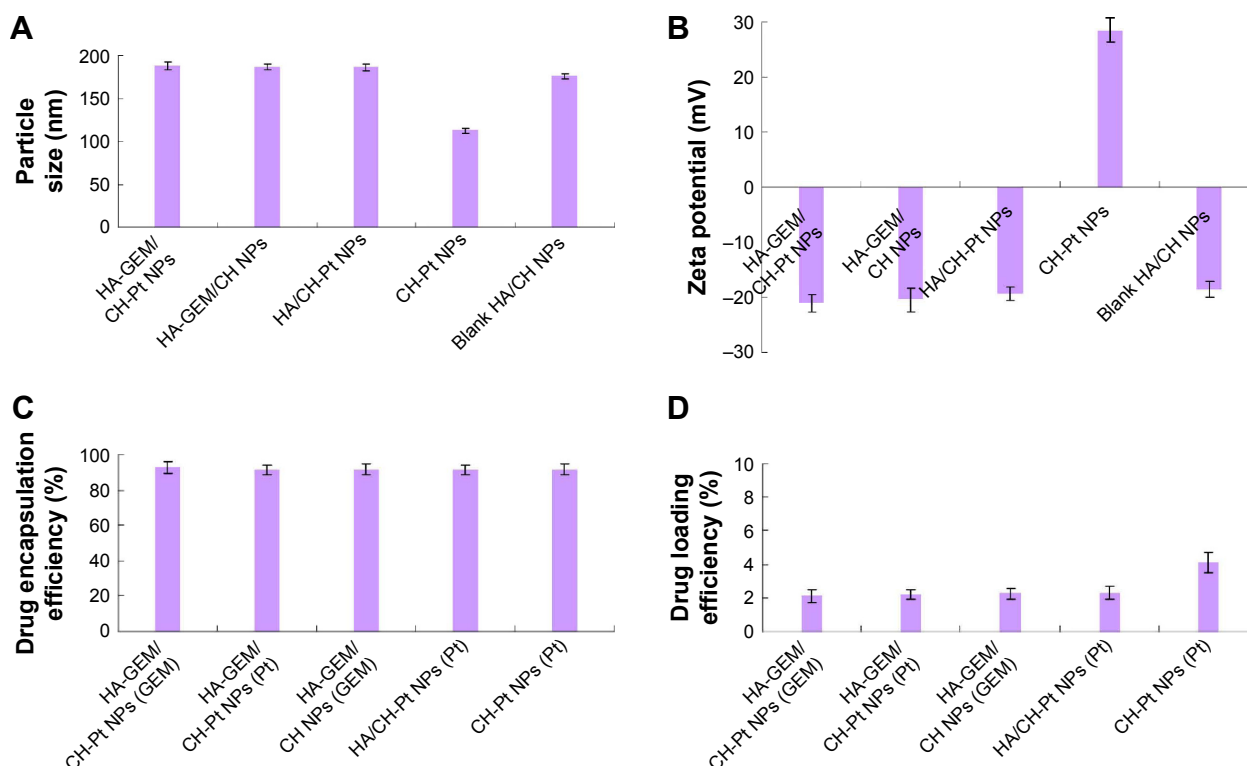 A
Particle
size (nm)
200
150
100
50
0
HA-GEM/
CH-Pt NPs
HA-GEM/CH NPs
HA/CH-Pt NPs
CH-Pt NPs
Blank HA/CH NPs
B
Zeta potential (mV)
30
20
10
0
–10
–20
–30
HA-GEM/
CH-Pt NPs
HA-GEM/
CH NPs
HA/CH-Pt NPs
CH-Pt NPs
Blank HA/CH NPs
C
Drug encapsulation
efficiency (%)
100
80
60
40
20
0
HA-GEM/
CH-Pt NPs (GEM)
HA-GEM/
CH-Pt NPs (Pt)
HA-GEM/
CH NPs (GEM)
HA/CH-Pt NPs (Pt)
CH-Pt NPs (Pt)
D
Drug loading
efficiency (%)
10
8
6
4
2
0
HA-GEM/
CH-Pt NPs (GEM)
HA-GEM/
CH-Pt NPs (Pt)
HA-GEM/
CH NPs (GEM)
HA/CH-Pt NPs (Pt)
CH-Pt NPs (Pt)